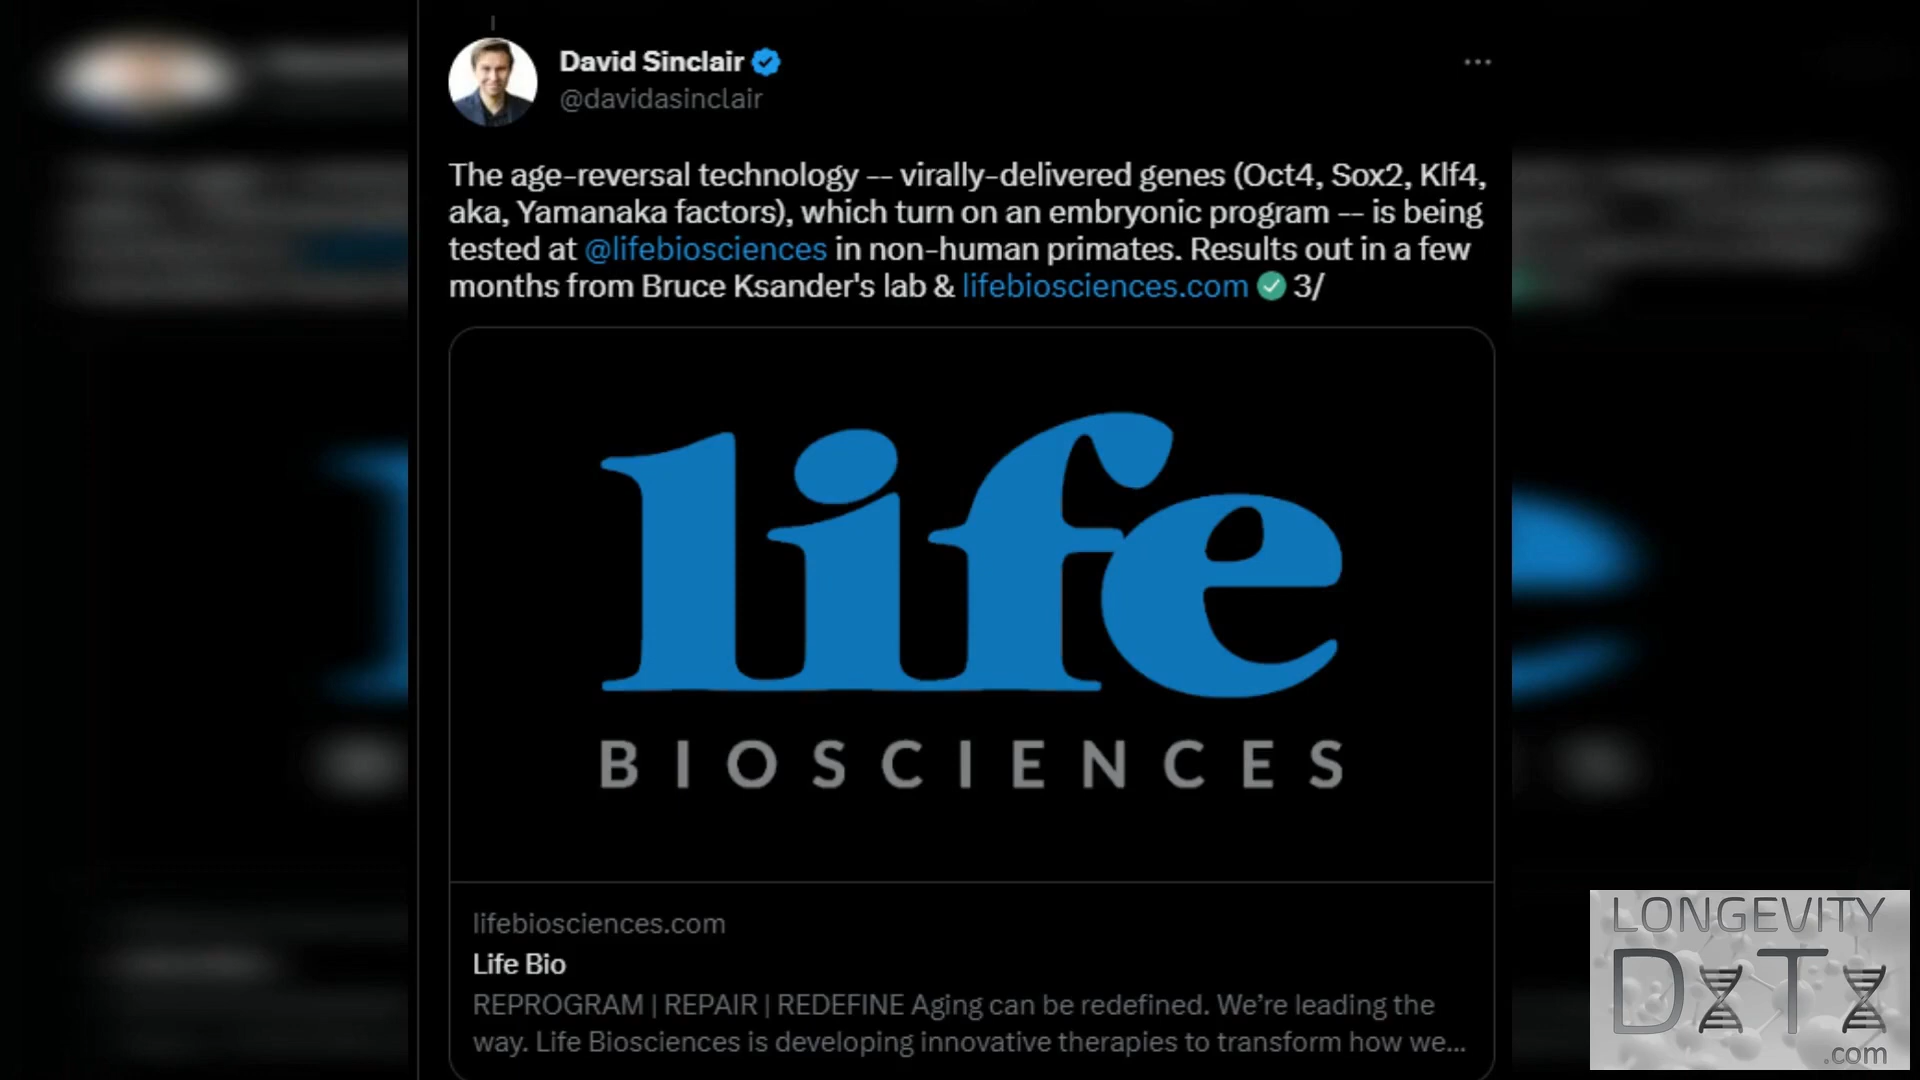 David Sinclair
@davidasinclair
The age-reversal technology -- virally-delivered genes (Oct4, Sox2, Klf4,
aka, Yamanaka factors), which turn on an embryonic program -- is being
tested at @lifebiosciences in non-human primates. Results out in a few
months from Bruce Ksander's lab & lifebiosciences.com ✅ 3/
life
BIOSCIENCES
lifebiosciences.com
Life Bio
REPROGRAM | REPAIR | REDEFINE Aging can be redefined. We’re leading the
way. Life Biosciences is developing innovative therapies to transform how we...
LONGEVITY
DATA
.com